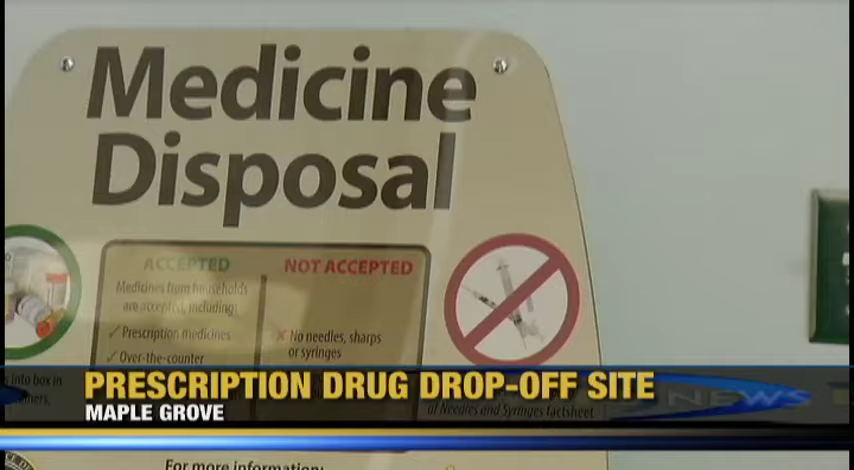 Medicine
Disposal
ACCEPTED
Medicines from households
are accepted, including:
✓ Prescription medicines
✓ Over-the-counter
NOT ACCEPTED
✗ No needles, sharps
or syringes
s into box in
PRESCRIPTION DRUG DROP-OFF SITE
MAPLE GROVE
NEWS
of Needles and Syringes factsheet
For more information: